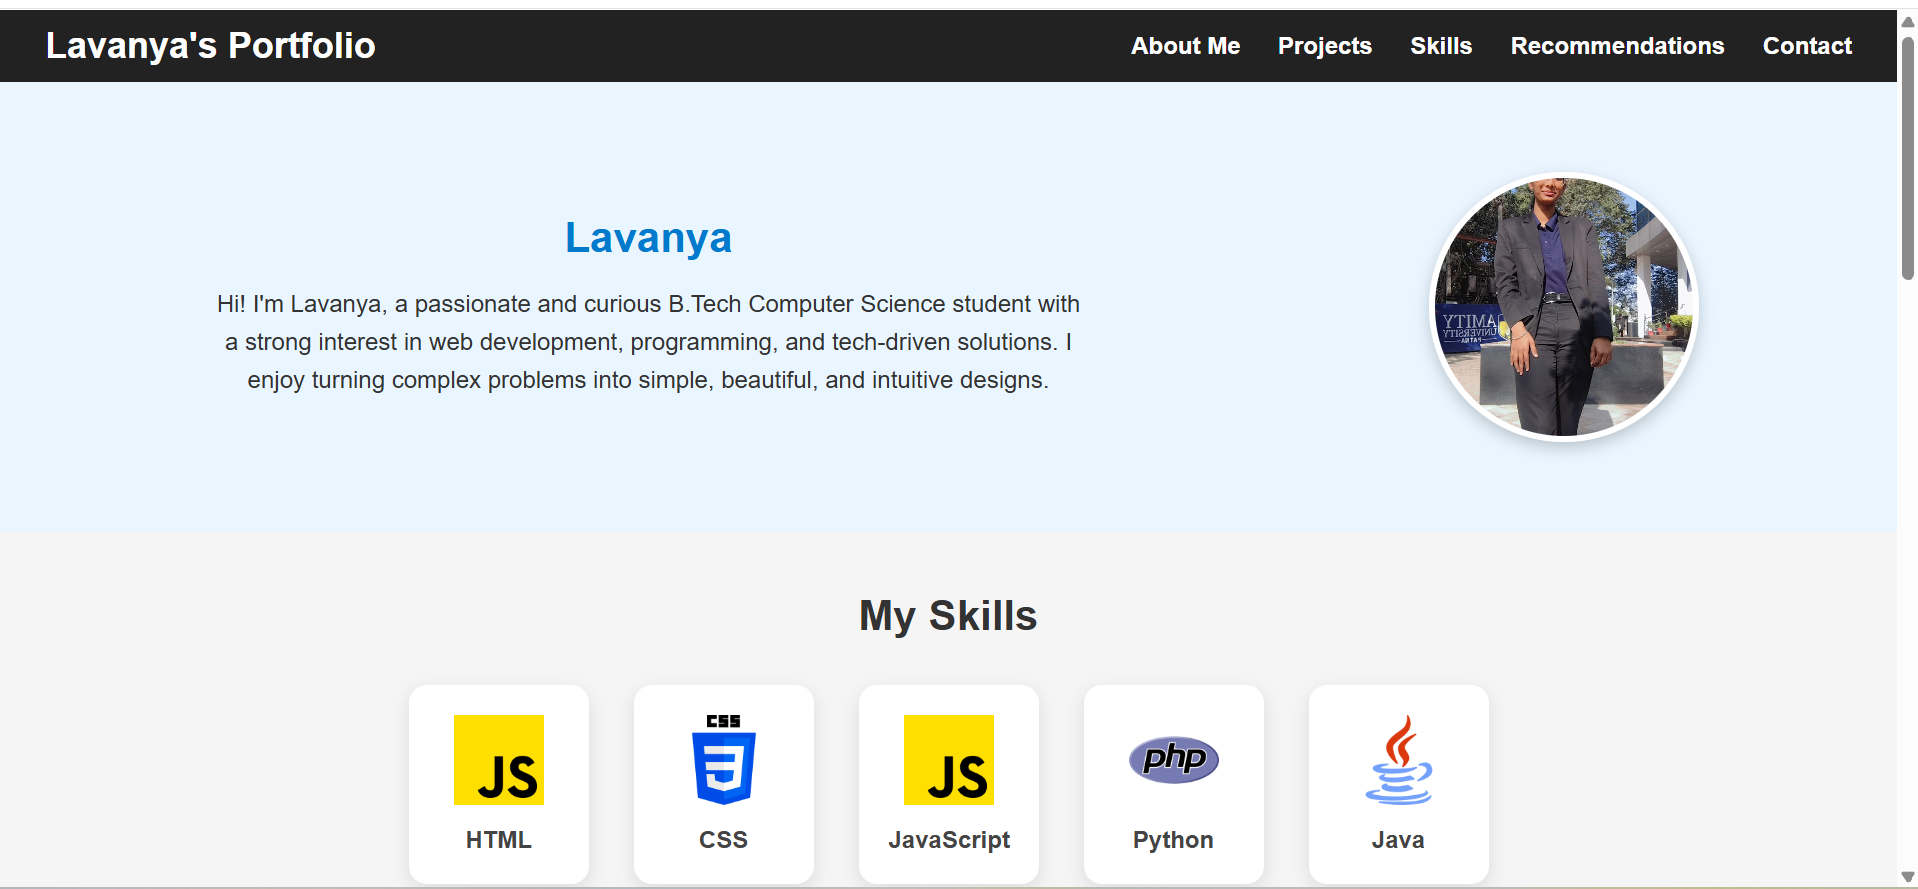 Lavanya's Portfolio
About Me Projects Skills Recommendations Contact
Lavanya
Hi! I'm Lavanya, a passionate and curious B.Tech Computer Science student with
a strong interest in web development, programming, and tech-driven solutions. I
enjoy turning complex problems into simple, beautiful, and intuitive designs.
AMITY
UNIVERSITY
PATNA
My Skills
JS
CSS
3
JS
php
HTML
CSS
JavaScript
Python
Java